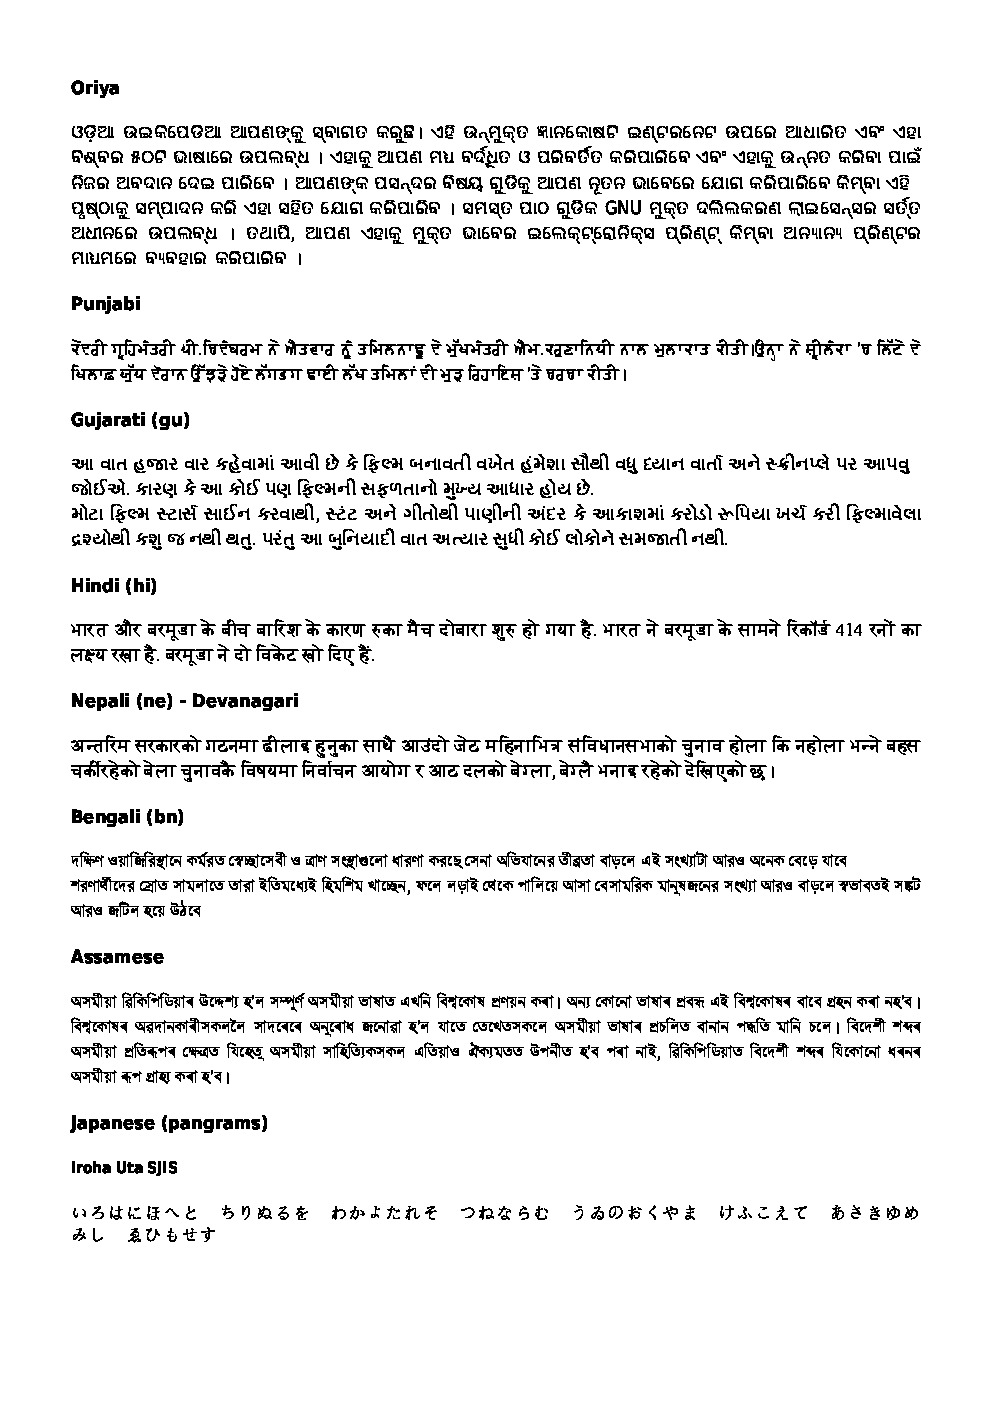 Oriya
ଓଡ଼ିଆ ଉଇକିପେଡିଆ ଆପଣଙ୍କୁ ସ୍ବାଗତ କରୁଛି। ଏହି ଉନ୍ମୁକ୍ତ ଜ୍ଞାନକୋଷଟି ଇଣ୍ଟରନେଟ ଉପରେ ଆଧାରିତ ଏବଂ ଏହା
ବିଶ୍ବର ୫୦ଟି ଭାଷାରେ ଉପଲବ୍ଧ । ଏହାକୁ ଆପଣ ମଧ୍ୟ ବର୍ଦ୍ଧିତ ଓ ପରିବର୍ତିତ କରିପାରିବେ ଏବଂ ଏହାକୁ ଉନ୍ନତ କରିବା ପାଇଁ
ନିଜର ଅବଦାନ ଦେଇ ପାରିବେ । ଆପଣଙ୍କ ପସନ୍ଦର ବିଷୟ ଗୁଡିକୁ ଆପଣ ନୂତନ ଭାବେରେ ଯୋଗ କରିପାରିବେ କିମ୍ବା ଏହି
ପୃଷ୍ଠାକୁ ସମ୍ପାଦନ କରି ଏହା ସହିତ ଯୋଗ କରିପାରିବ । ସମସ୍ତ ପାଠ ଗୁଡିକ GNU ମୁକ୍ତ ଦଲିଲକରଣ ଲାଇସେନ୍ସର ସର୍ତ୍ତ
ଅଧୀନରେ ଉପଲବ୍ଧ । ତଥାପି, ଆପଣ ଏହାକୁ ମୁକ୍ତ ଭାବେର ଇଲେକ୍ଟ୍ରୋନିକ୍ସ ପ୍ରିଣ୍ଟ୍ କିମ୍ବା ଅନ୍ୟାନ୍ୟ ପ୍ରିଣ୍ଟର
ମାଧ୍ୟମରେ ବ୍ୟବହାର କରିପାରିବ ।
Punjabi
ਕੇਂਦਰੀ ਗ੍ਰਹਿਮੰਤਰੀ ਪੀ.ਚਿਦੰਬਰਮ ਨੇ ਐਤਵਾਰ ਨੂੰ ਤਮਿਲਨਾਡੂ ਦੇ ਮੁੱਖਮੰਤਰੀ ਐਮ.ਕਰੁਣਾਨਿਧੀ ਨਾਲ ਮੁਲਾਕਾਤ ਕੀਤੀ।ਉਨ੍ਹਾ ਨੇ ਸ਼੍ਰੀਲੰਕਾ 'ਚ ਲਿੱਟੇ ਦੇ
ਖਿਲਾਫ਼ ਯੁੱਧ ਦੌਰਾਨ ਉੱਜੜੇ ਹੋਏ ਲੱਗਭਗ ਢਾਈ ਲੱਖ ਤਮਿਲਾਂ ਦੀ ਮੁੜ ਰਿਹਾਇਸ਼ 'ਤੇ ਚਰਚਾ ਕੀਤੀ।
Gujarati (gu)
આ વાત હજાર વાર કહેવામાં આવી છે કે ફિલ્મ બનાવતી વખેત હંમેશા સૌથી વધુ ધ્યાન વાર્તા અને સ્ક્રીનપ્લે પર આપવુ
જોઈએ. કારણ કે આ કોઈ પણ ફિલ્મની સફળતાનો મુખ્ય આધાર હોય છે.
મોટા ફિલ્મ સ્ટાર્સ સાઈન કરવાથી, સ્ટંટ અને ગીતોથી પાણીની અંદર કે આકાશમાં કરોડો રૂપિયા ખર્ચ કરી ફિલ્માવેલા
દ્રશ્યોથી કશુ જ નથી થતુ. પરંતુ આ બુનિયાદી વાત અત્યાર સુધી કોઈ લોકોને સમજાતી નથી.
Hindi (hi)
भारत और बरमूडा के बीच बारिश के कारण रुका मैच दोबारा शुरु हो गया है. भारत ने बरमूडा के सामने रिकॉर्ड 414 रनों का
लक्ष्य रखा है. बरमूडा ने दो विकेट खो दिए हैं.
Nepali (ne) - Devanagari
अन्तरिम सरकारको गठनमा ढीलाइ हुनुका साथै आउंदो जेट महिनाभित्र संविधानसभाको चुनाव होला कि नहोला भन्ने बहस
चर्किरहेको बेला चुनावकै विषयमा निर्वाचन आयोग र आट दलको बेग्ला, बेग्लै भनाइ रहेको देखिएको छ।
Bengali (bn)
দক্ষিণ ওয়াজিরিস্থানে কর্মরত স্বেচ্ছাসেবী ও ত্রাণ সংস্থাগুলো ধারণা করছে সেনা অভিযানের তীব্রতা বাড়লে এই সংখ্যাটা আরও অনেক বেড়ে যাবে
শরণার্থীদের স্রোত সামলাতে তারা ইতিমধ্যেই হিমশিম খাচ্ছেন, ফলে লড়াই থেকে পালিয়ে আসা বেসামরিক মানুষজনের সংখ্যা আরও বাড়লে স্বভাবতই সঙ্কট
আরও জটিল হয়ে উঠবে
Assamese
অসমীয়া ৱিকিপিডিয়াৰ উদ্দেশ্য হ'ল সম্পূৰ্ণ অসমীয়া ভাষাত এখনি বিশ্বকোষ প্ৰণয়ন কৰা। অন্য কোনো ভাষাৰ প্ৰবন্ধ এই বিশ্বকোষৰ বাবে গ্ৰহন কৰা নহ'ব।
বিশ্বকোষৰ অৱদানকাৰীসকললৈ সাদৰেৰে অনুৰোধ জনোৱা হ'ল যাতে তেখেতসকলে অসমীয়া ভাষাৰ প্ৰচলিত বানান পদ্ধতি মানি চলে। বিদেশী শব্দৰ
অসমীয়া প্ৰতিৰূপৰ ক্ষেত্ৰত যিহেতু অসমীয়া সাহিত্যিকসকল এতিয়াও ঐক্যমতত উপনীত হ'ব পৰা নাই, ৱিকিপিডিয়াত বিদেশী শব্দৰ যিকোনো ধৰনৰ
অসমীয়া ৰূপ গ্ৰাহ্য কৰা হ'ব।
Japanese (pangrams)
Iroha Uta SJIS
いろはにほへと　ちりぬるを　わかよたれそ　つねならむ　うゐのおくやま　けふこえて　あさきゆめ
みし　ゑひもせす